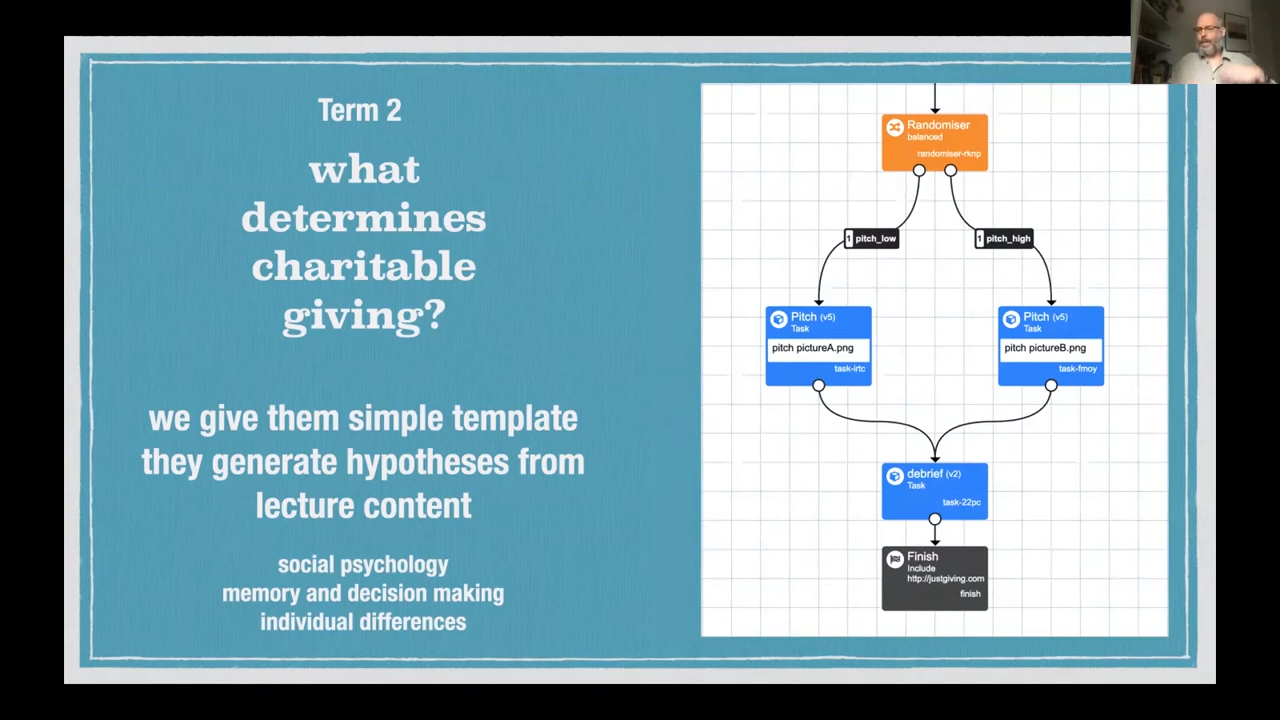 Term 2
what
determines
charitable
giving?
we give them simple template
they generate hypotheses from
lecture content
social psychology
memory and decision making
individual differences
Randomiser
balanced
randomiser-rknp
1 pitch_low
1 pitch_high
Pitch (v5)
Task
pitch pictureA.png
task-irtc
Pitch (v5)
Task
pitch pictureB.png
task-fmoy
debrief (v2)
Task
task-22pc
Finish
Include
http://justgiving.com
finish